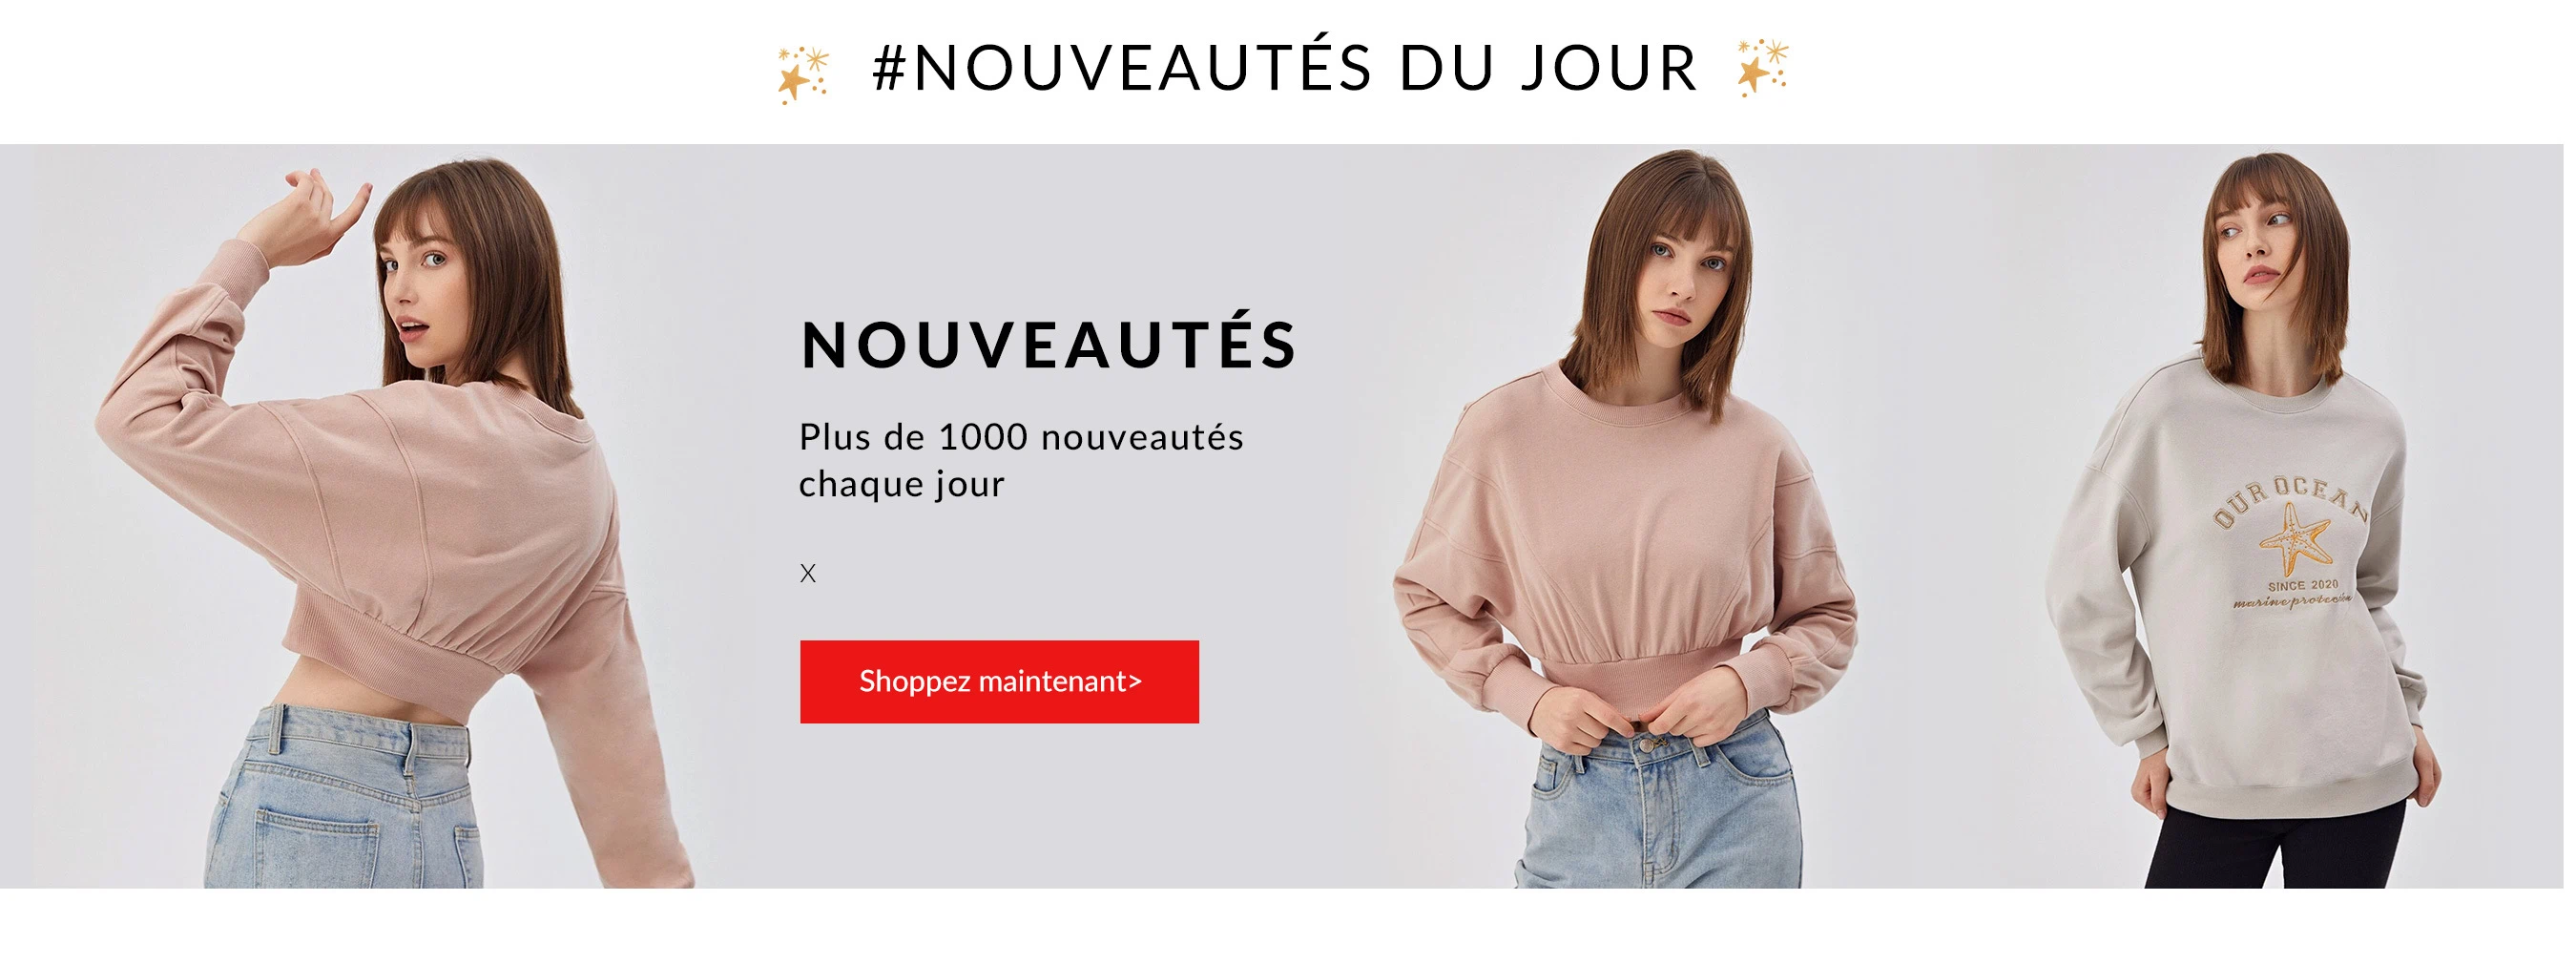 #NOUVEAUTÉS DU JOUR
NOUVEAUTÉS
Plus de 1000 nouveautés
chaque jour
X
Shoppez maintenant>
OUR OCEAN
SINCE 2020
marine protection